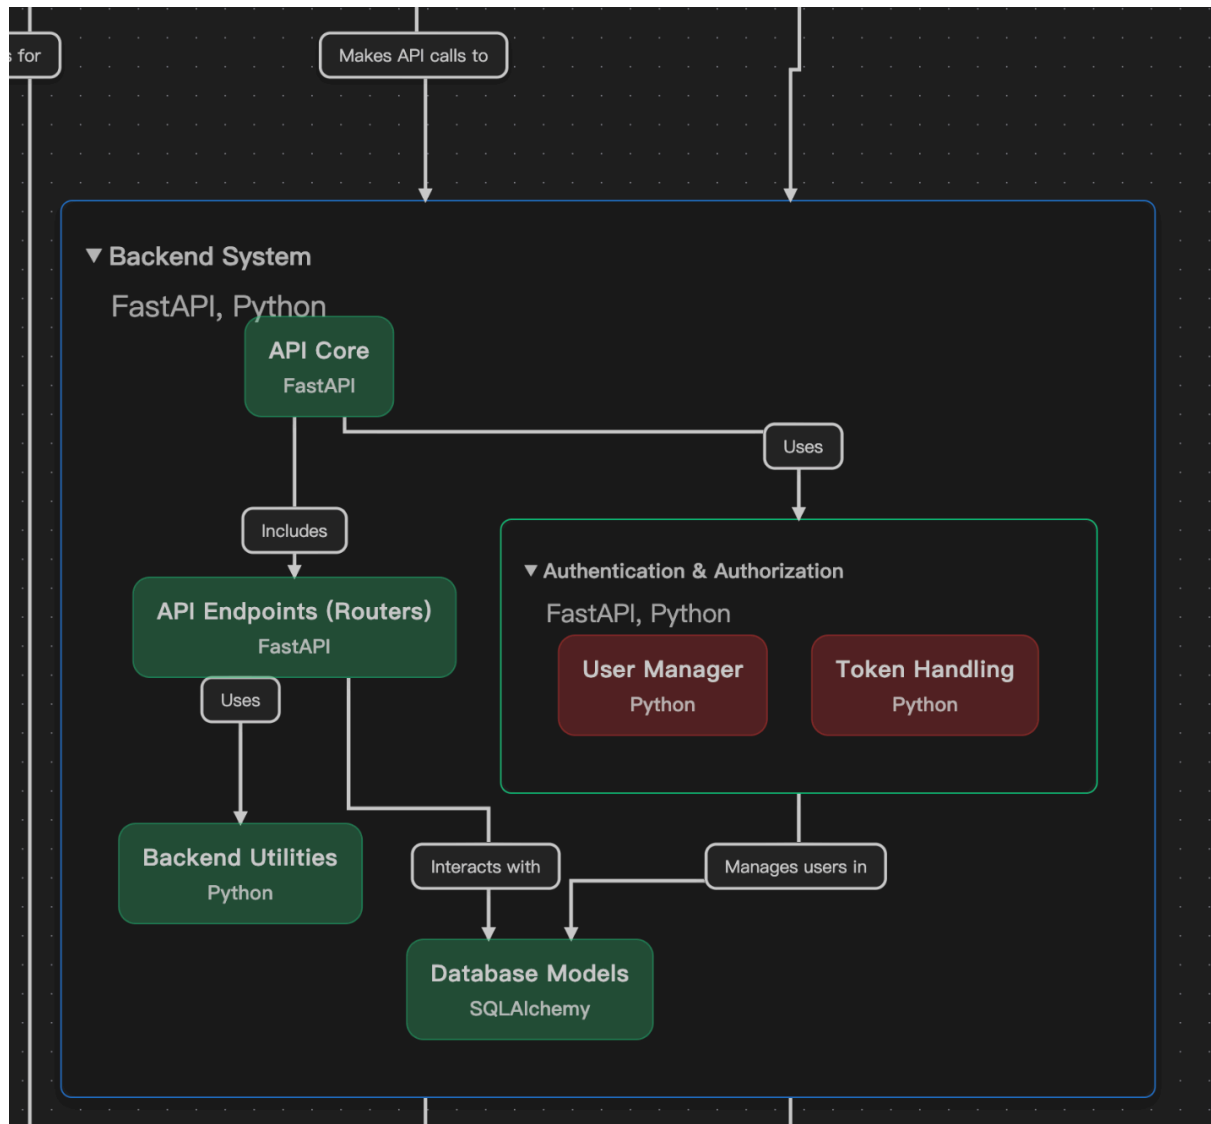 for
Makes API calls to
Backend System
FastAPI, Python
API Core
FastAPI
Uses
Includes
Authentication & Authorization
FastAPI, Python
API Endpoints (Routers)
FastAPI
User Manager
Python
Token Handling
Python
Uses
Backend Utilities
Python
Interacts with
Manages users in
Database Models
SQLAlchemy